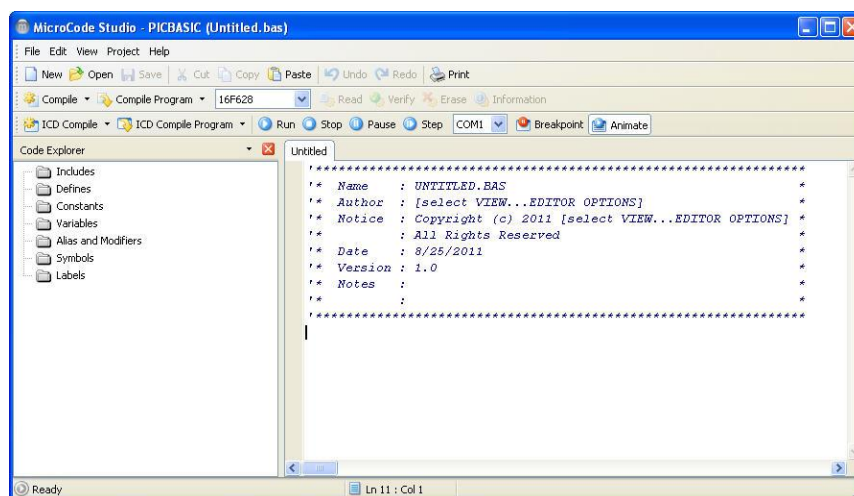 MicroCode Studio - PICBASIC (Untitled.bas)
File Edit View Project Help
New Open Save Cut Copy Paste Undo Redo Print
Compile Compile Program 16F628 Read Verify Erase Information
ICD Compile ICD Compile Program Run Stop Pause Step COM1 Breakpoint Animate
Code Explorer
Includes
Defines
Constants
Variables
Alias and Modifiers
Symbols
Labels
Untitled
'****************************************************************
'*  Name    : UNTITLED.BAS                                      *
'*  Author  : [select VIEW...EDITOR OPTIONS]                    *
'*  Notice  : Copyright (c) 2011 [select VIEW...EDITOR OPTIONS] *
'*          : All Rights Reserved                               *
'*  Date    : 8/25/2011                                         *
'*  Version : 1.0                                               *
'*  Notes   :                                                   *
'*          :                                                   *
'****************************************************************
Ready Ln 11 : Col 1